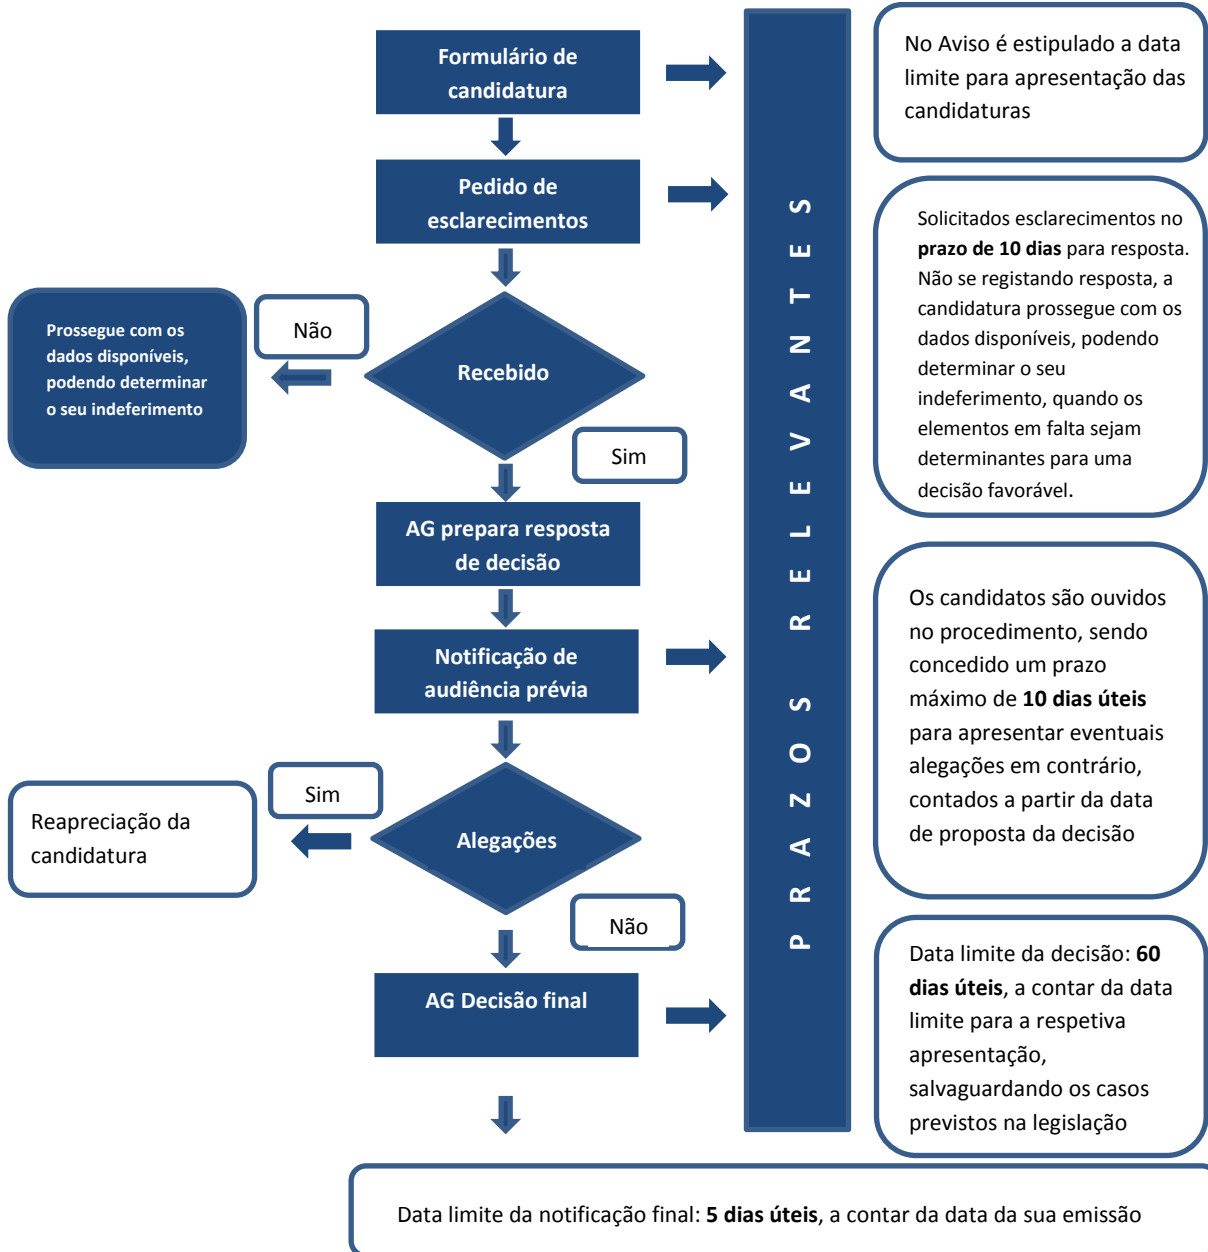 Formulário de
candidatura
No Aviso é estipulado a data
limite para apresentação das
candidaturas
Pedido de
esclarecimentos
Solicitados esclarecimentos no
prazo de 10 dias para resposta.
Não se registando resposta, a
candidatura prossegue com os
dados disponíveis, podendo
determinar o seu
indeferimento, quando os
elementos em falta sejam
determinantes para uma
decisão favorável.
PRAZOS RELEVANTES
Recebido
Não
Prossegue com os
dados disponíveis,
podendo determinar
o seu indeferimento
Sim
AG prepara resposta
de decisão
Notificação de
audiência prévia
Os candidatos são ouvidos
no procedimento, sendo
concedido um prazo
máximo de 10 dias úteis
para apresentar eventuais
alegações em contrário,
contados a partir da data
de proposta da decisão
Alegações
Sim
Reapreciação da
candidatura
Não
AG Decisão final
Data limite da decisão: 60
dias úteis, a contar da data
limite para a respetiva
apresentação,
salvaguardando os casos
previstos na legislação
Data limite da notificação final: 5 dias úteis, a contar da data da sua emissão